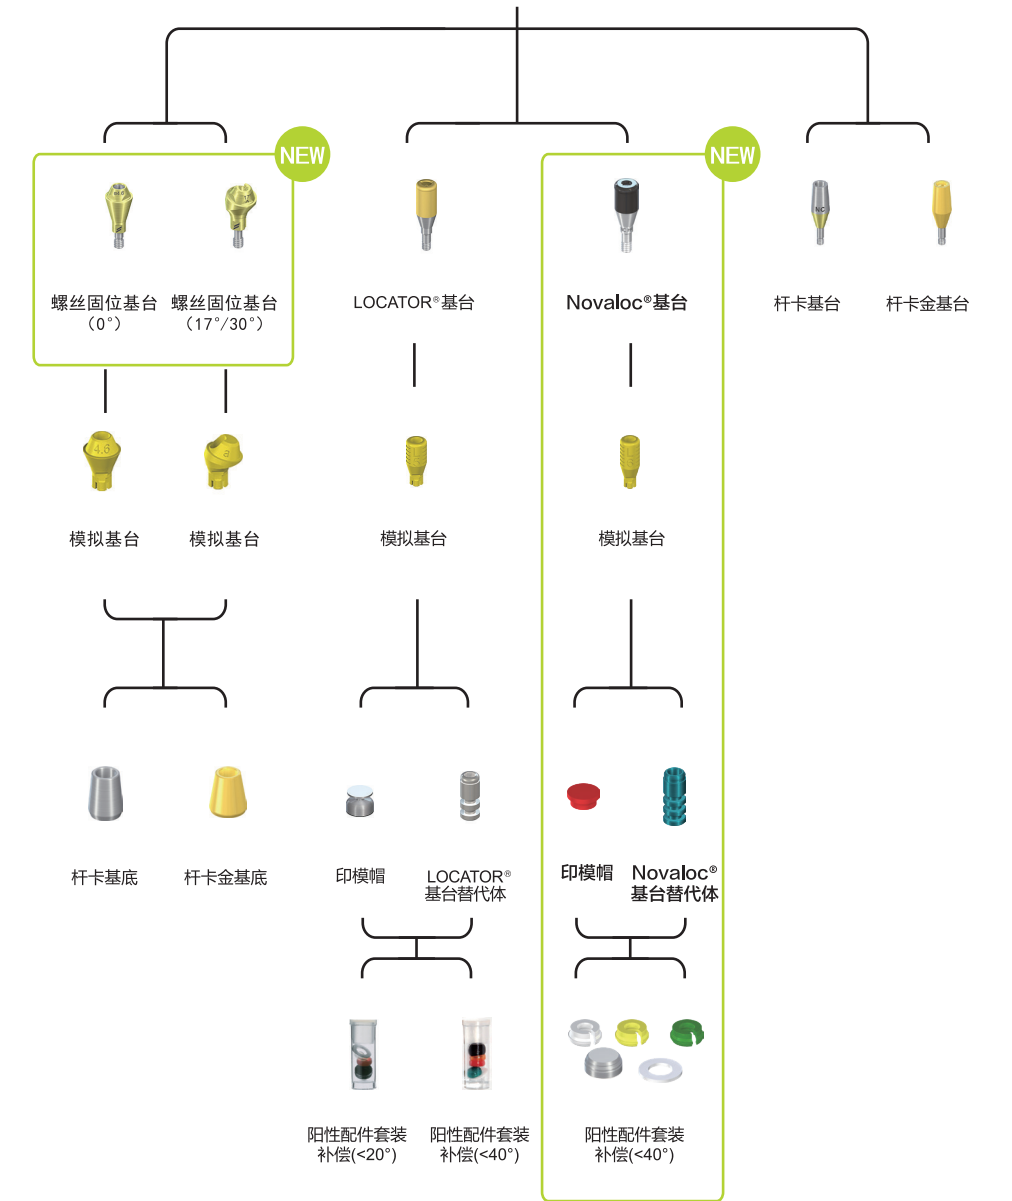 NEW
NEW
NC
螺丝固位基台
（0°）
螺丝固位基台
（17°/30°）
LOCATOR®基台
Novaloc®基台
杆卡基台
杆卡金基台
4.6
模拟基台
模拟基台
模拟基台
模拟基台
杆卡基底
杆卡金基底
印模帽
LOCATOR®
基台替代体
印模帽
Novaloc®
基台替代体
阳性配件套装
补偿(<20°)
阳性配件套装
补偿(<40°)
阳性配件套装
补偿(<40°)